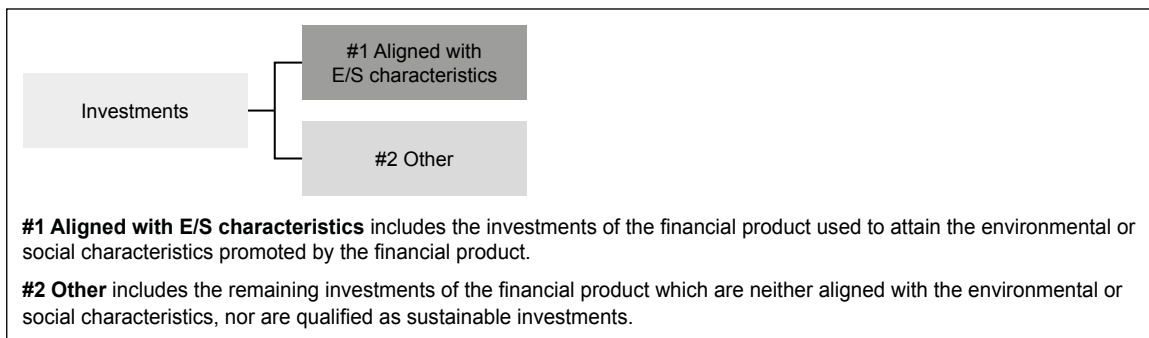 #1 Aligned with
E/S characteristics
Investments
#2 Other
#1 Aligned with E/S characteristics includes the investments of the financial product used to attain the environmental or
social characteristics promoted by the financial product.
#2 Other includes the remaining investments of the financial product which are neither aligned with the environmental or
social characteristics, nor are qualified as sustainable investments.